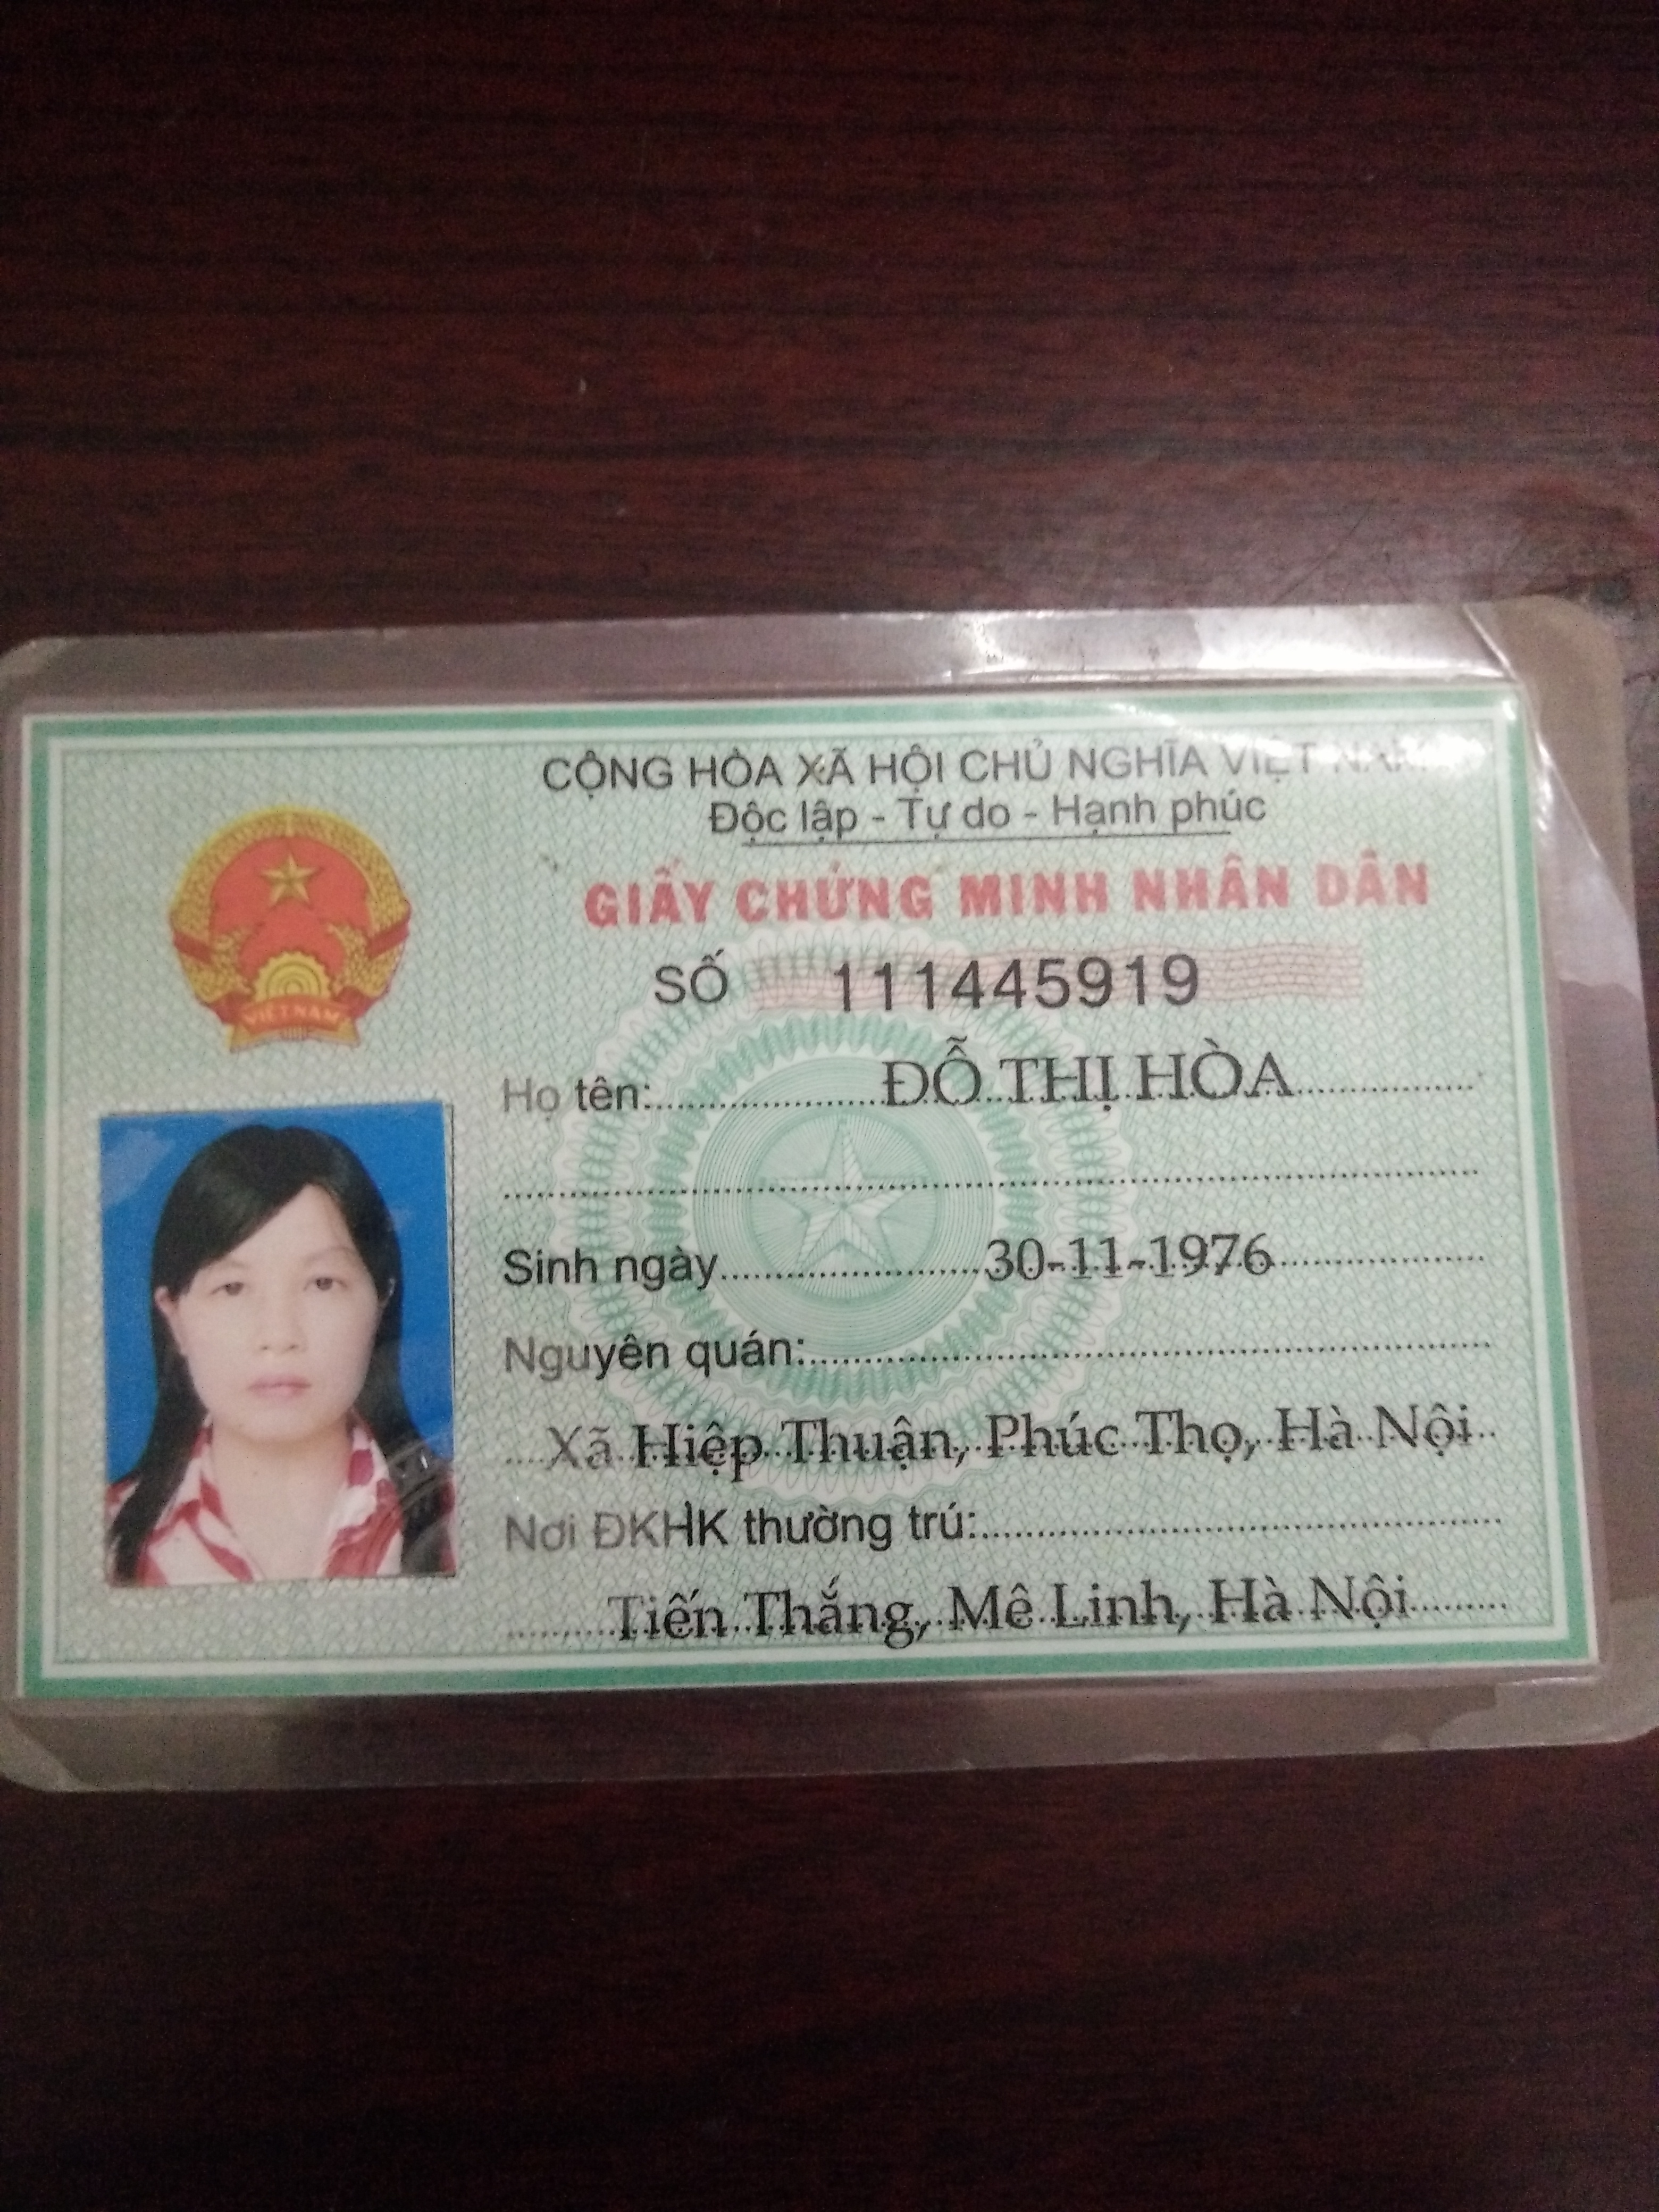 CỘNG HÒA XÃ HỘI CHỦ NGHĨA VIỆT NAM
Độc lập - Tự do - Hạnh phúc
GIẤY CHỨNG MINH NHÂN DÂN
SỐ 111445919
VIỆT NAM
Họ tên: ĐỖ THỊ HÒA
Sinh ngày 30-11-1976
Nguyên quán:
Xã Hiệp Thuận, Phúc Thọ, Hà Nội
Nơi ĐKHK thường trú:
Tiến Thắng, Mê Linh, Hà Nội